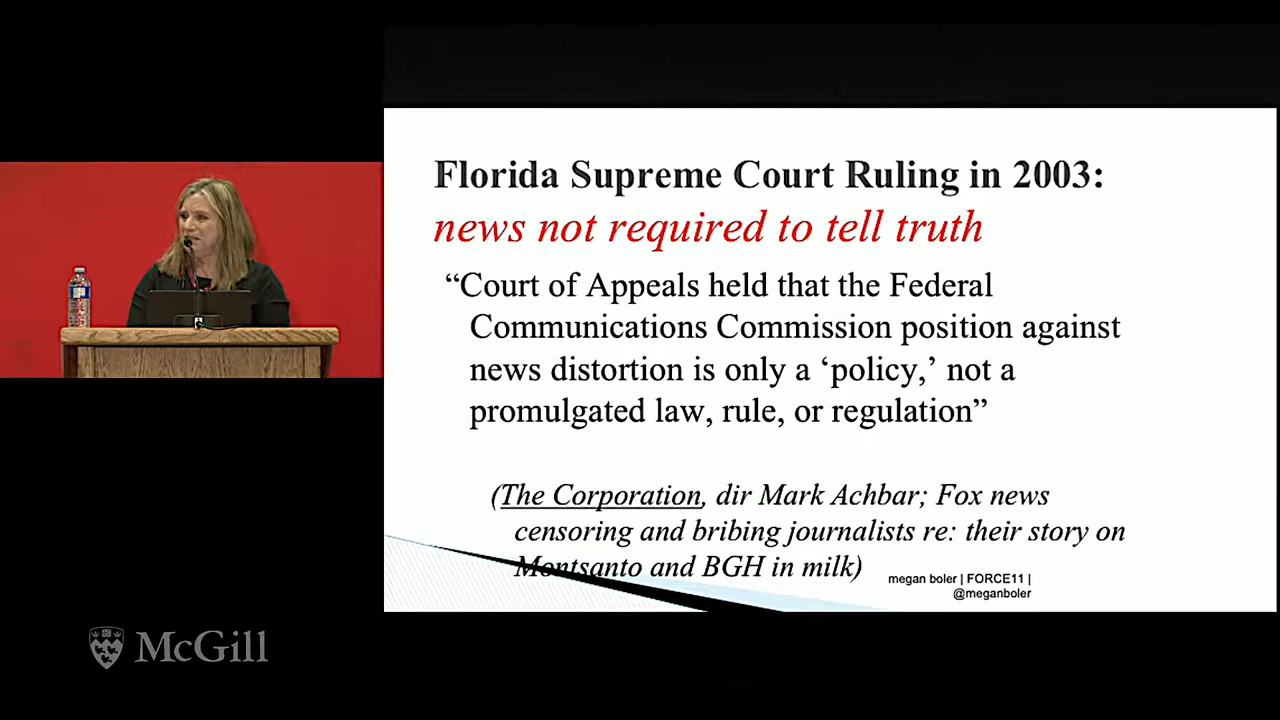 Florida Supreme Court Ruling in 2003:
news not required to tell truth
“Court of Appeals held that the Federal
Communications Commission position against
news distortion is only a ‘policy,’ not a
promulgated law, rule, or regulation”
(The Corporation, dir Mark Achbar; Fox news
censoring and bribing journalists re: their story on
Montsanto and BGH in milk)
megan boler | FORCE11 |
@meganboler
McGill